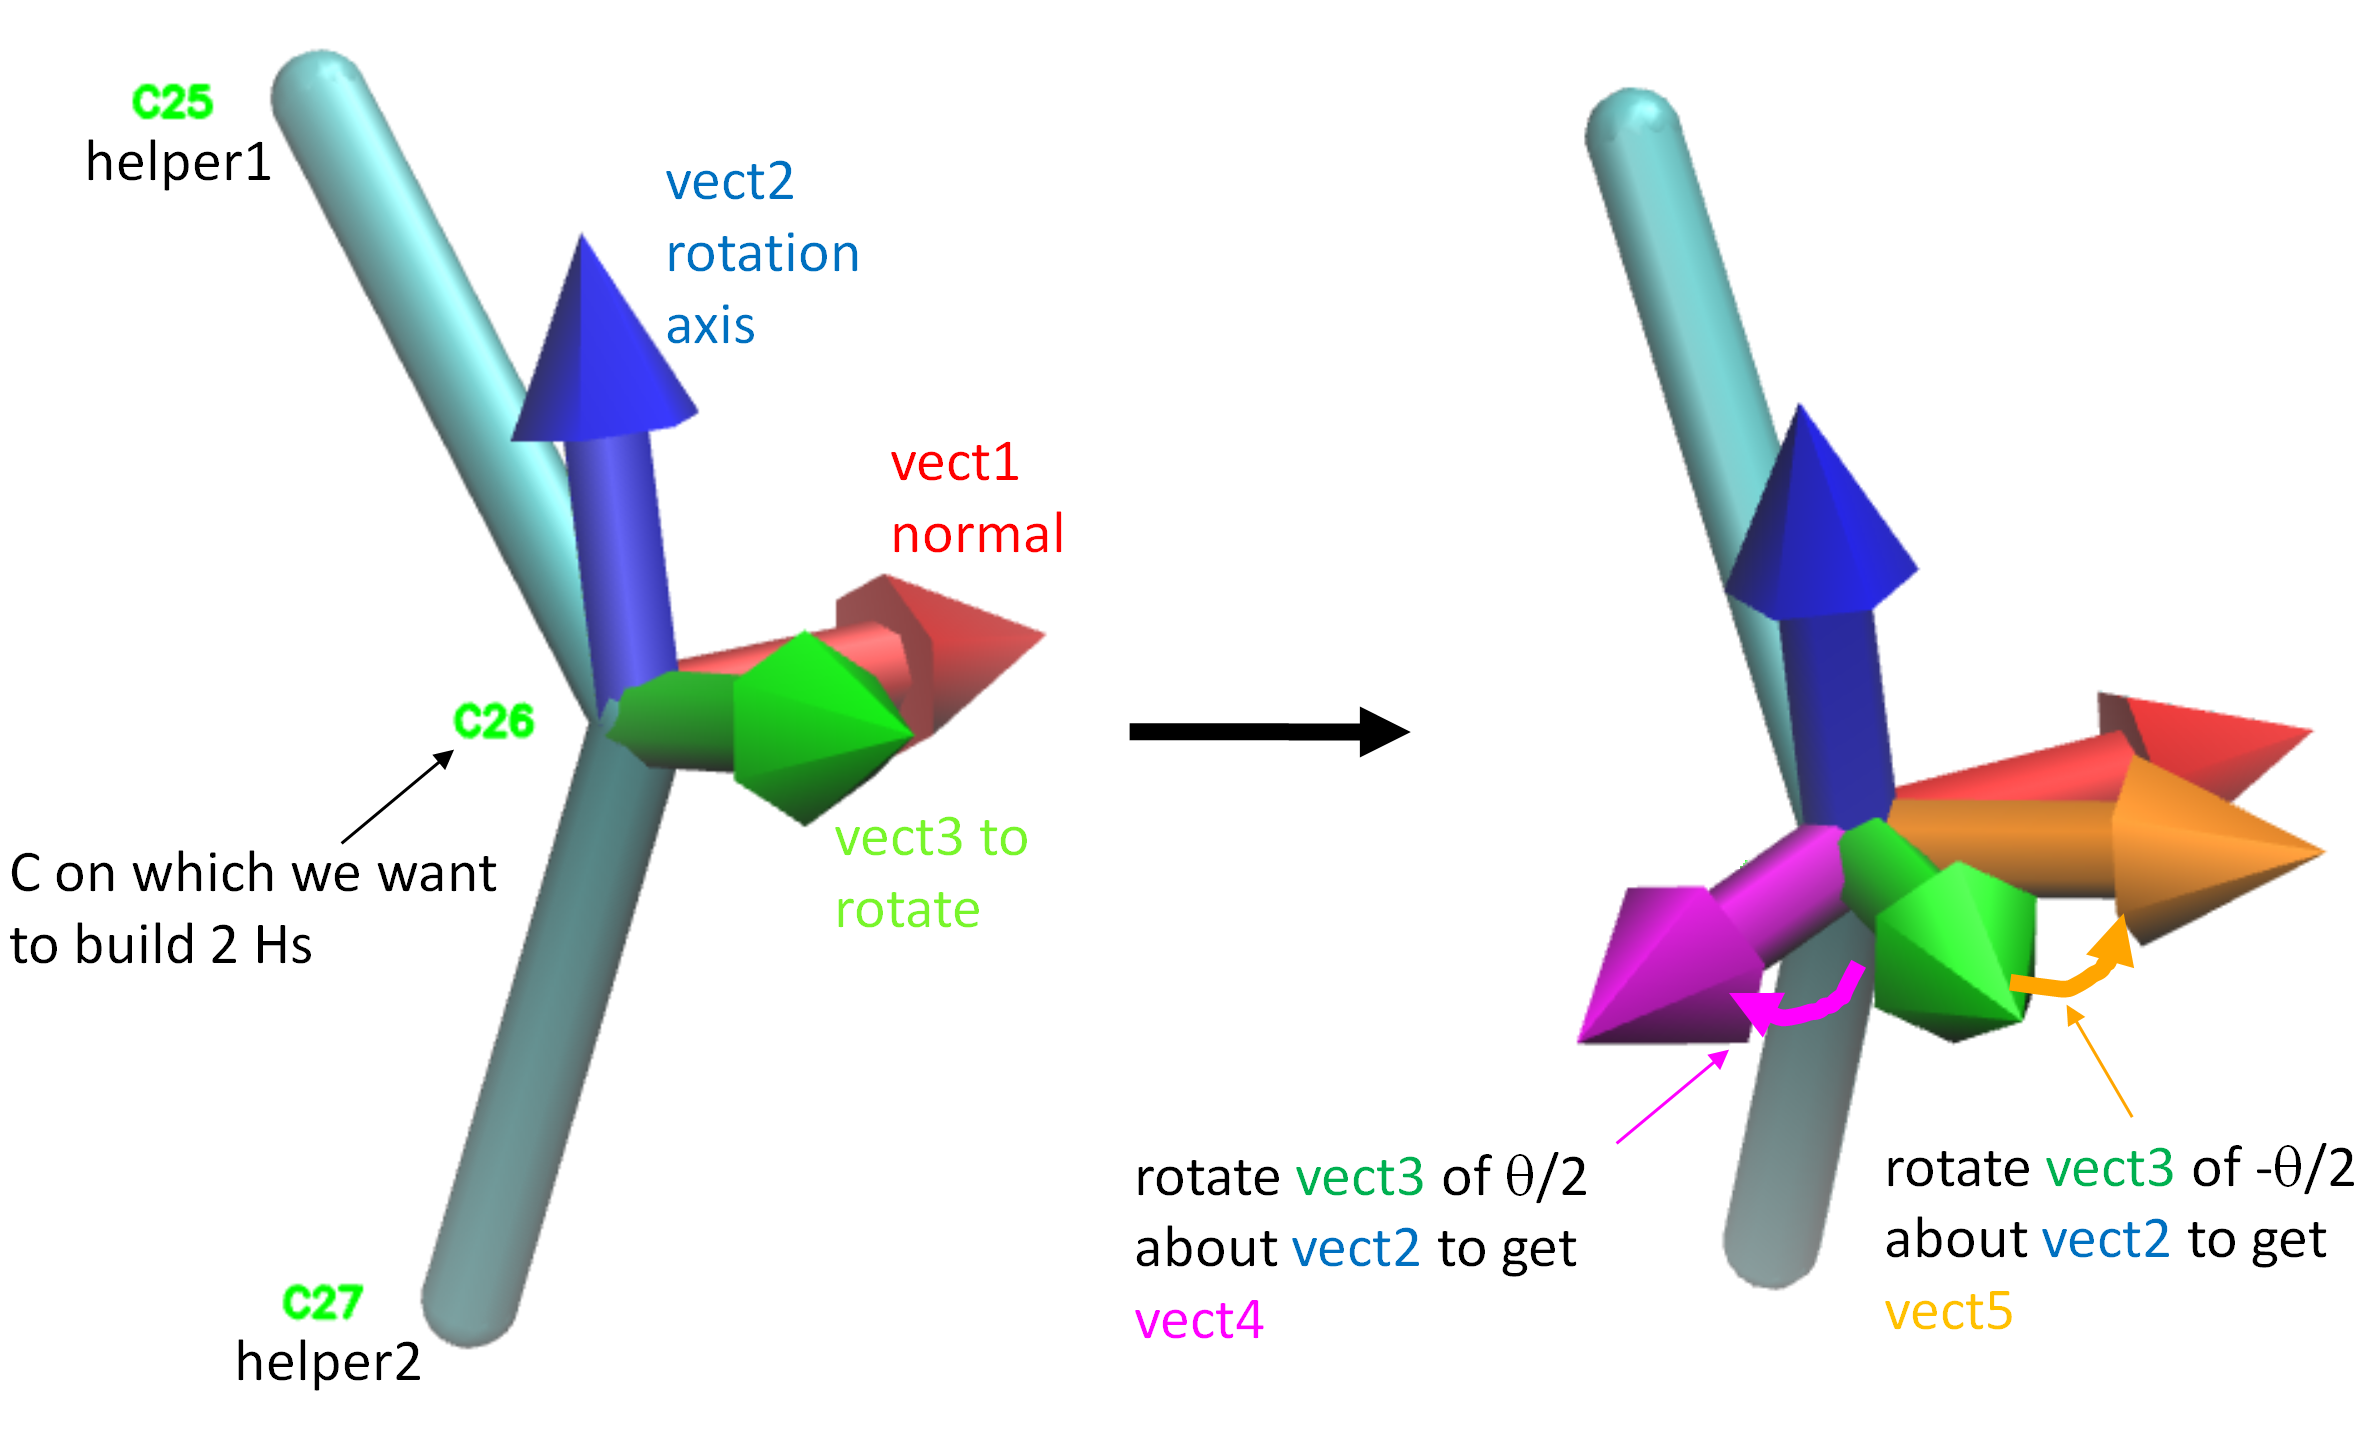 C25
helper1
vect2
rotation
axis
vect1
normal
C26
vect3 to
rotate
C on which we want
to build 2 Hs
C27
helper2
rotate vect3 of θ/2
about vect2 to get
vect4
rotate vect3 of -θ/2
about vect2 to get
vect5